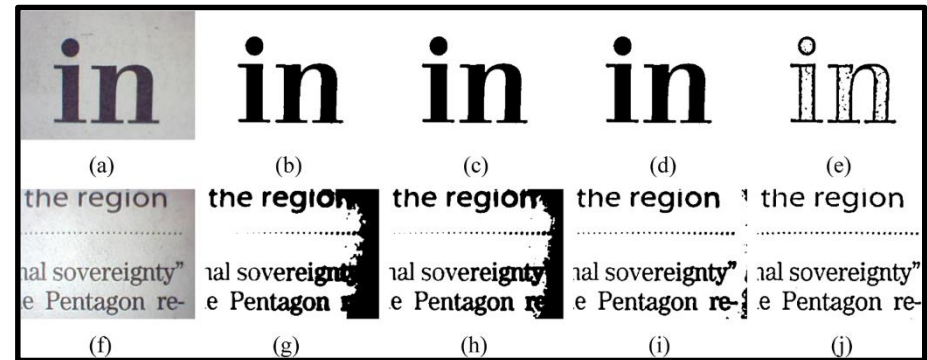 in in in in in
(a) (b) (c) (d) (e)
the region the region the region the region the region
nal sovereignty” nal sovereignty nal sovereignty nal sovereignty” nal sovereignty”
e Pentagon re- e Pentagon e Pentagon re e Pentagon re- e Pentagon re-
(f) (g) (h) (i) (j)